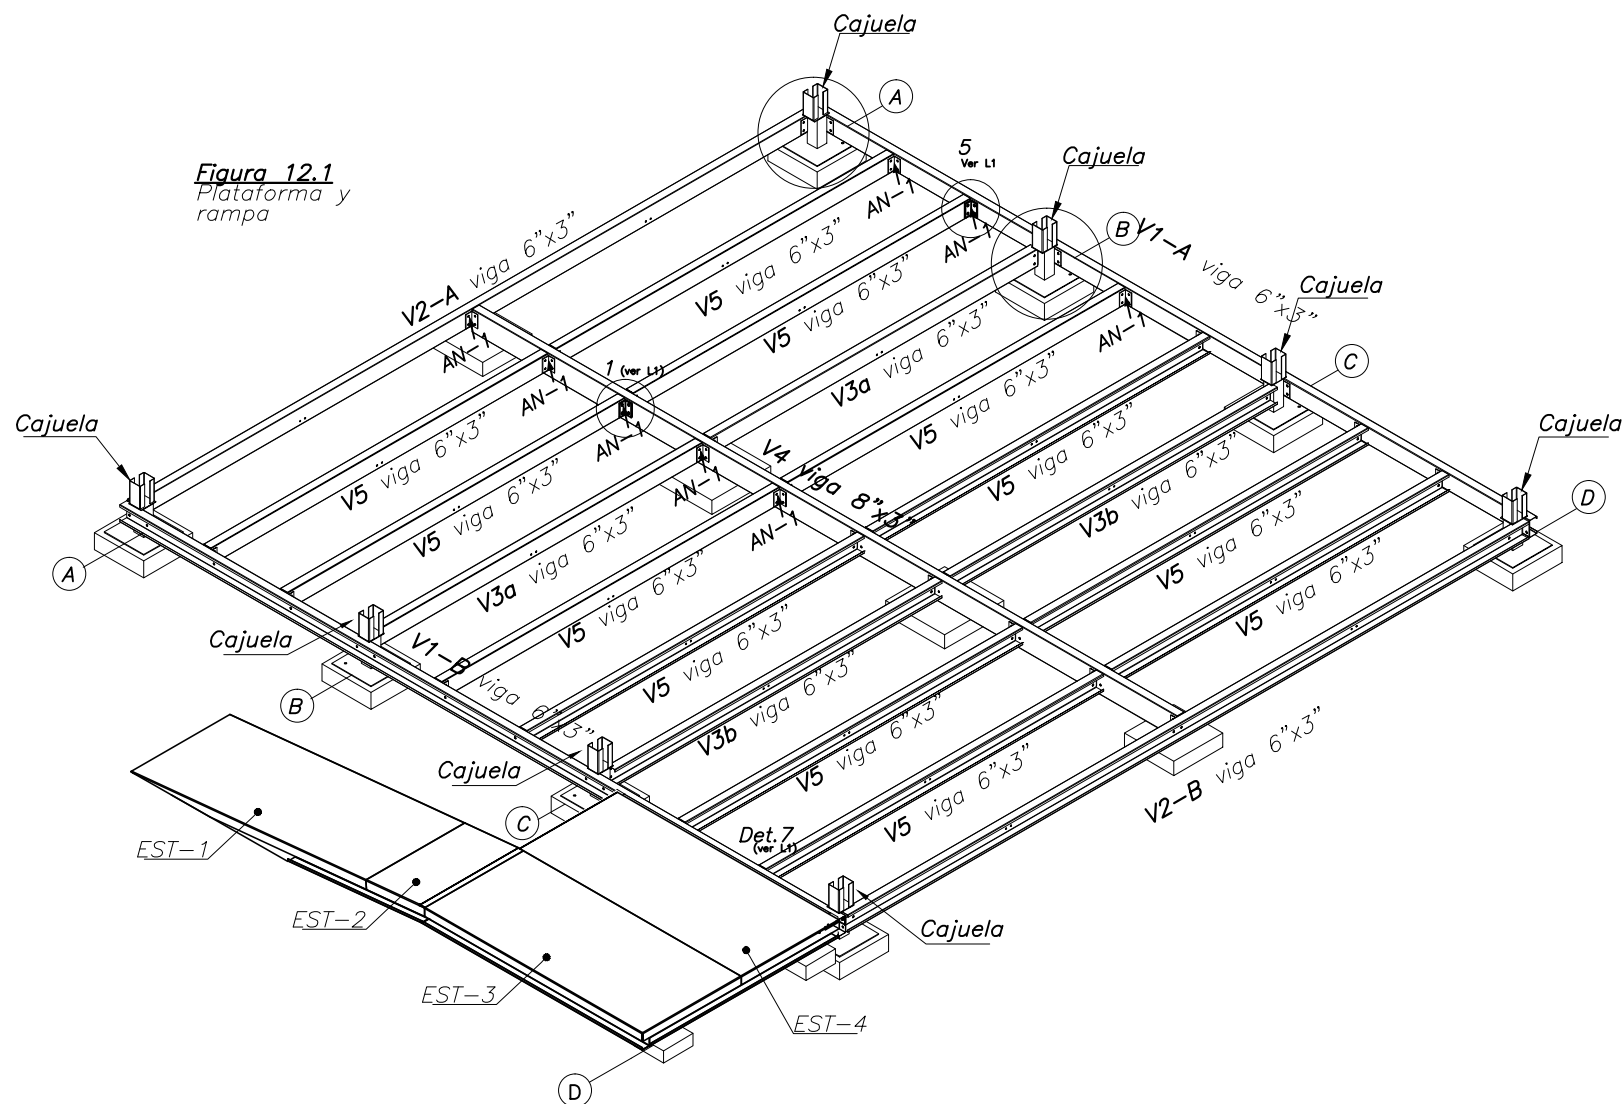 Cajuela
A
Figura 12.1
Plataforma y
rampa
5
Ver L1
Cajuela
AN-1
B
V1-A viga 6"x3"
AN-1
V2-A viga 6"x3"
V5 viga 6"x3"
Cajuela
V5 viga 6"x3"
AN-1
AN-1
1 (ver L1)
V3a viga 6"x3"
C
AN-1
V5 viga 6"x3"
Cajuela
Cajuela
AN-1
V4 viga 8"x3"
V5 viga 6"x3"
V5 viga 6"x3"
AN-1
V3b viga 6"x3"
D
V5 viga 6"x3"
AN-1
V5 viga 6"x3"
A
V3a viga 6"x3"
V5 viga 6"x3"
Cajuela
V1-B viga 6"x3"
V5 viga 6"x3"
V5 viga 6"x3"
B
V3b viga 6"x3"
Cajuela
V5 viga 6"x3"
V2-B viga 6"x3"
C
Det.7
(ver L1)
V5 viga 6"x3"
EST-1
EST-2
Cajuela
EST-3
EST-4
D